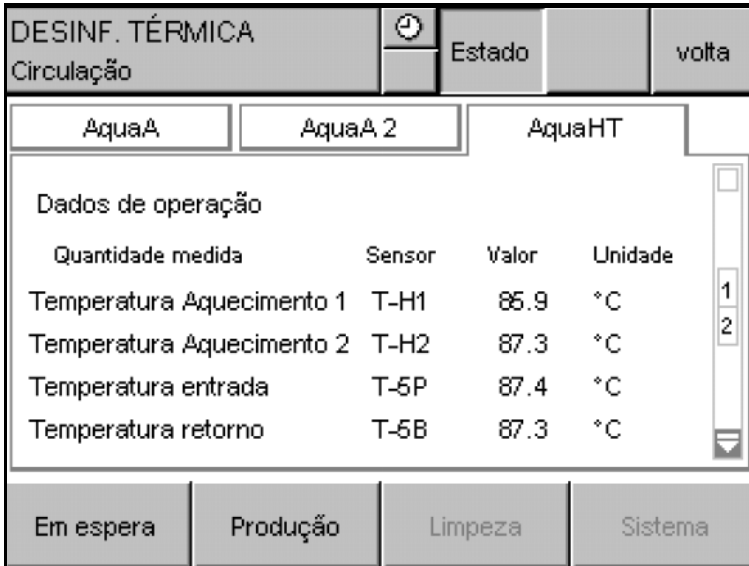 DESINF. TÉRMICA
Circulação
Estado
volta
AquaA
AquaA 2
AquaHT
Dados de operação
Quantidade medida Sensor Valor Unidade
Temperatura Aquecimento 1 T-H1 85.9 °C
Temperatura Aquecimento 2 T-H2 87.3 °C
Temperatura entrada T-5P 87.4 °C
Temperatura retorno T-5B 87.3 °C
1
2
Em espera
Produção
Limpeza
Sistema